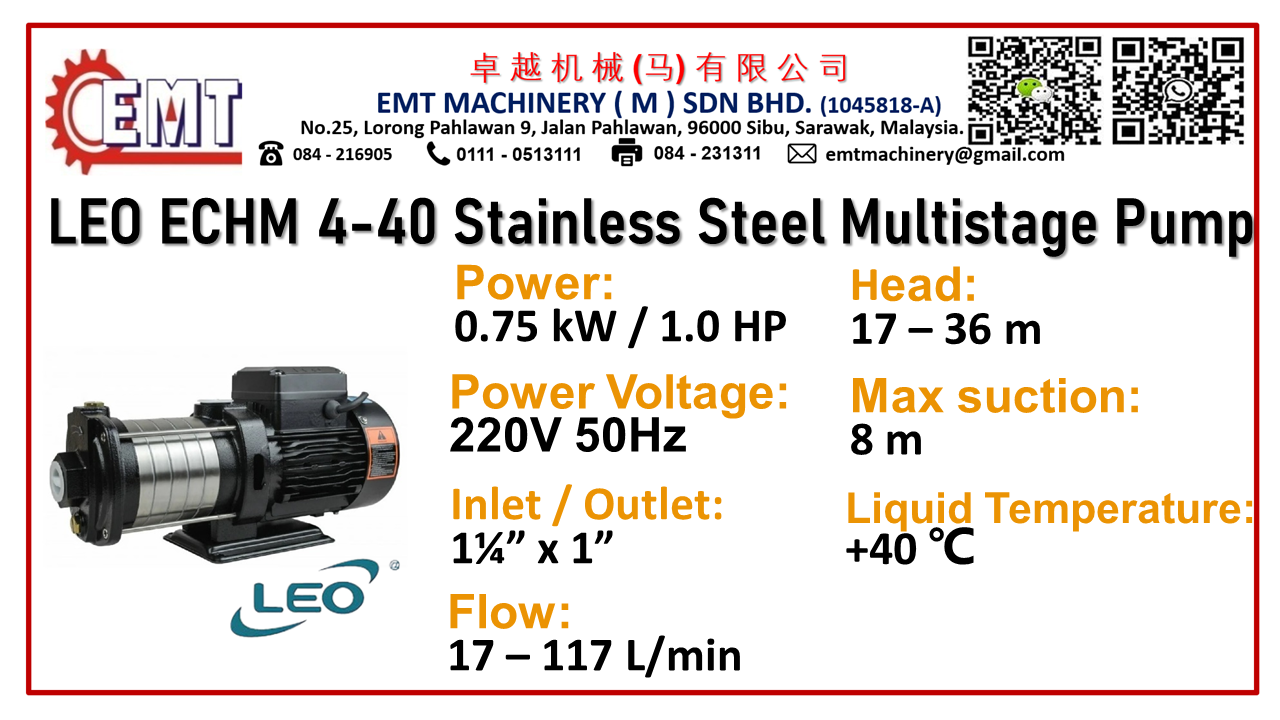 EMT
卓越机械(马)有限公司
EMT MACHINERY ( M ) SDN BHD. (1045818-A)
No.25, Lorong Pahlawan 9, Jalan Pahlawan, 96000 Sibu, Sarawak, Malaysia.
084 - 216905 0111 - 0513111 084 - 231311 emtmachinery@gmail.com
LEO ECHM 4-40 Stainless Steel Multistage Pump
Power:
0.75 kW / 1.0 HP
Head:
17 – 36 m
Power Voltage:
220V 50Hz
Max suction:
8 m
Inlet / Outlet:
1¼” x 1”
Liquid Temperature:
+40 ℃
Flow:
17 – 117 L/min
LEO ®